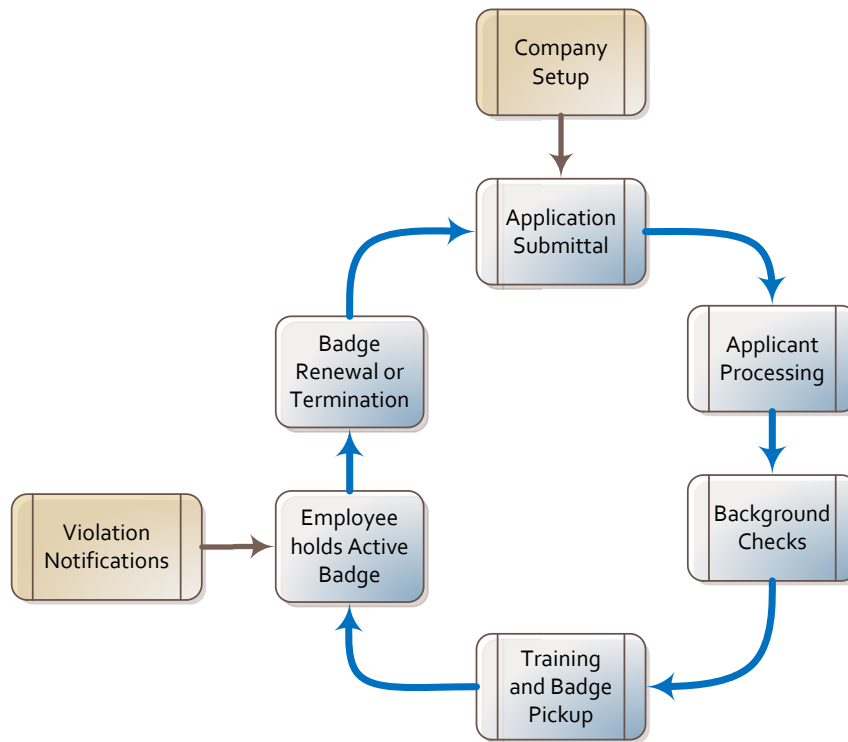 Company
Setup
Application
Submittal
Applicant
Processing
Background
Checks
Training
and Badge
Pickup
Employee
holds Active
Badge
Badge
Renewal or
Termination
Violation
Notifications